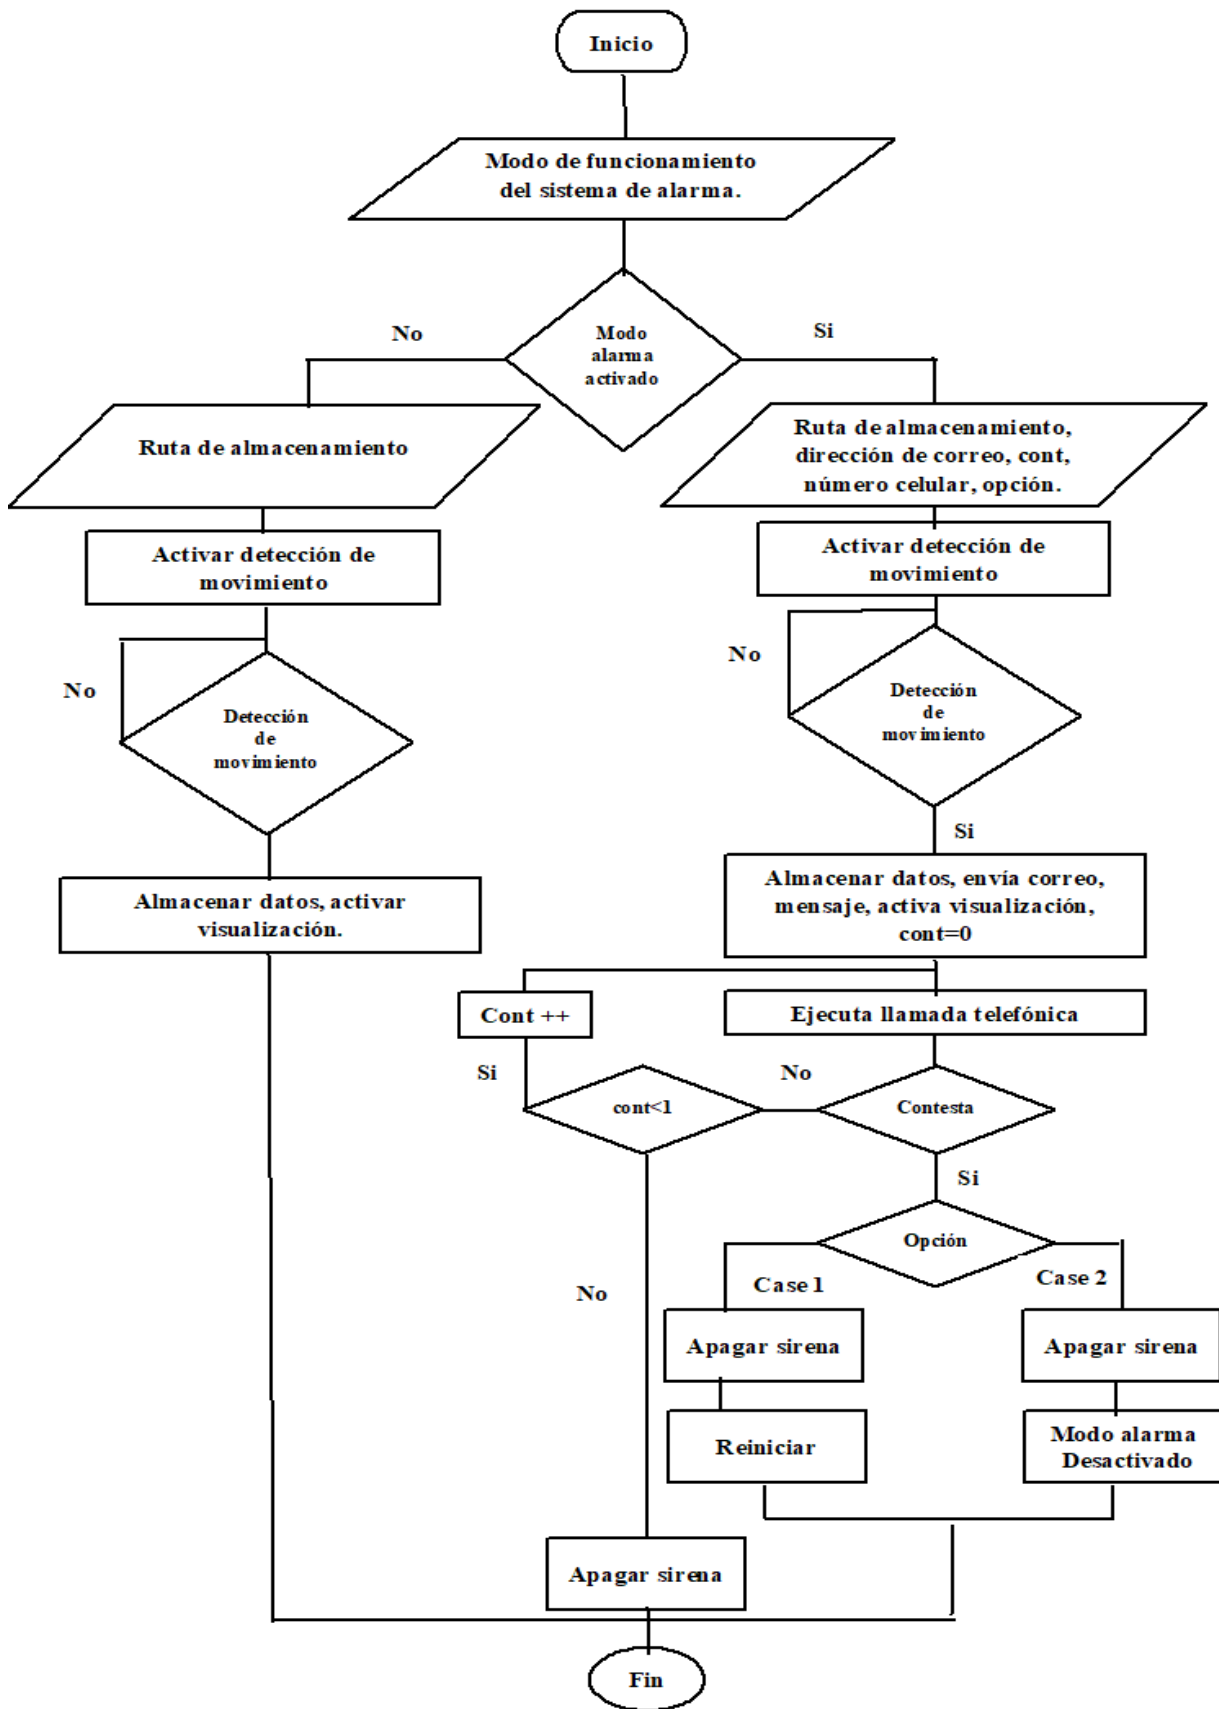 Inicio
Modo de funcionamiento
del sistema de alarma.
No
Si
Modo
alarma
activado
Ruta de almacenamiento
Ruta de almacenamiento,
dirección de correo, cont,
número celular, opción.
Activar detección de
movimiento
Activar detección de
movimiento
No
No
Detección
de
movimiento
Detección
de
movimiento
Si
Almacenar datos, activar
visualización.
Almacenar datos, envía correo,
mensaje, activa visualización,
cont=0
Cont ++
Ejecuta llamada telefónica
Si
No
cont<1
Contesta
Si
Opción
No
Case 1
Case 2
Apagar sirena
Apagar sirena
Reiniciar
Modo alarma
Desactivado
Apagar sirena
Fin